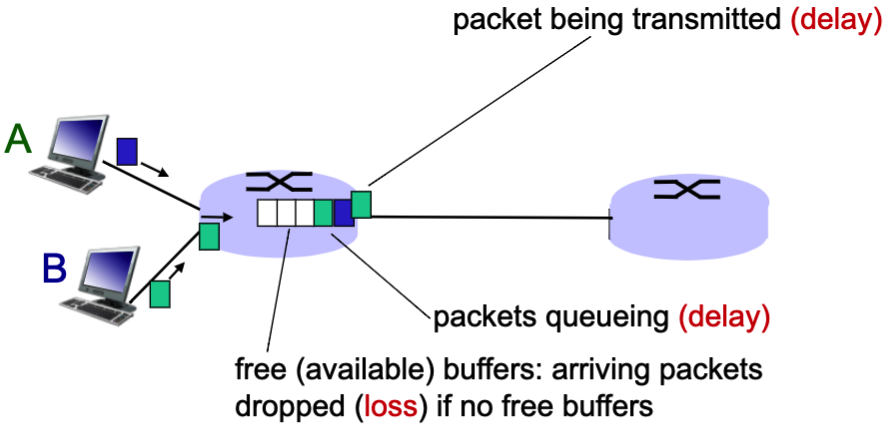 packet being transmitted (delay)
A
B
packets queueing (delay)
free (available) buffers: arriving packets
dropped (loss) if no free buffers